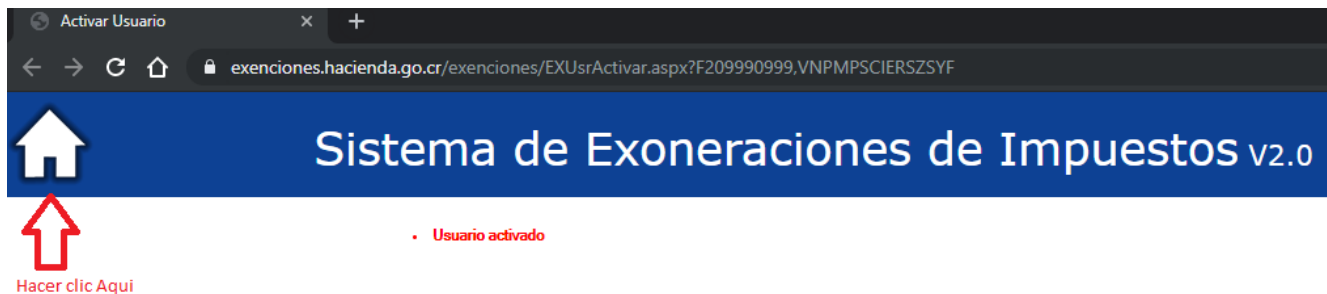 Activar Usuario
exenciones.hacienda.go.cr/exenciones/EXUsrActivar.aspx?F209990999,VNPMPSCIERSZSYF
Sistema de Exoneraciones de Impuestos V2.0
• Usuario activado
Hacer clic Aqui